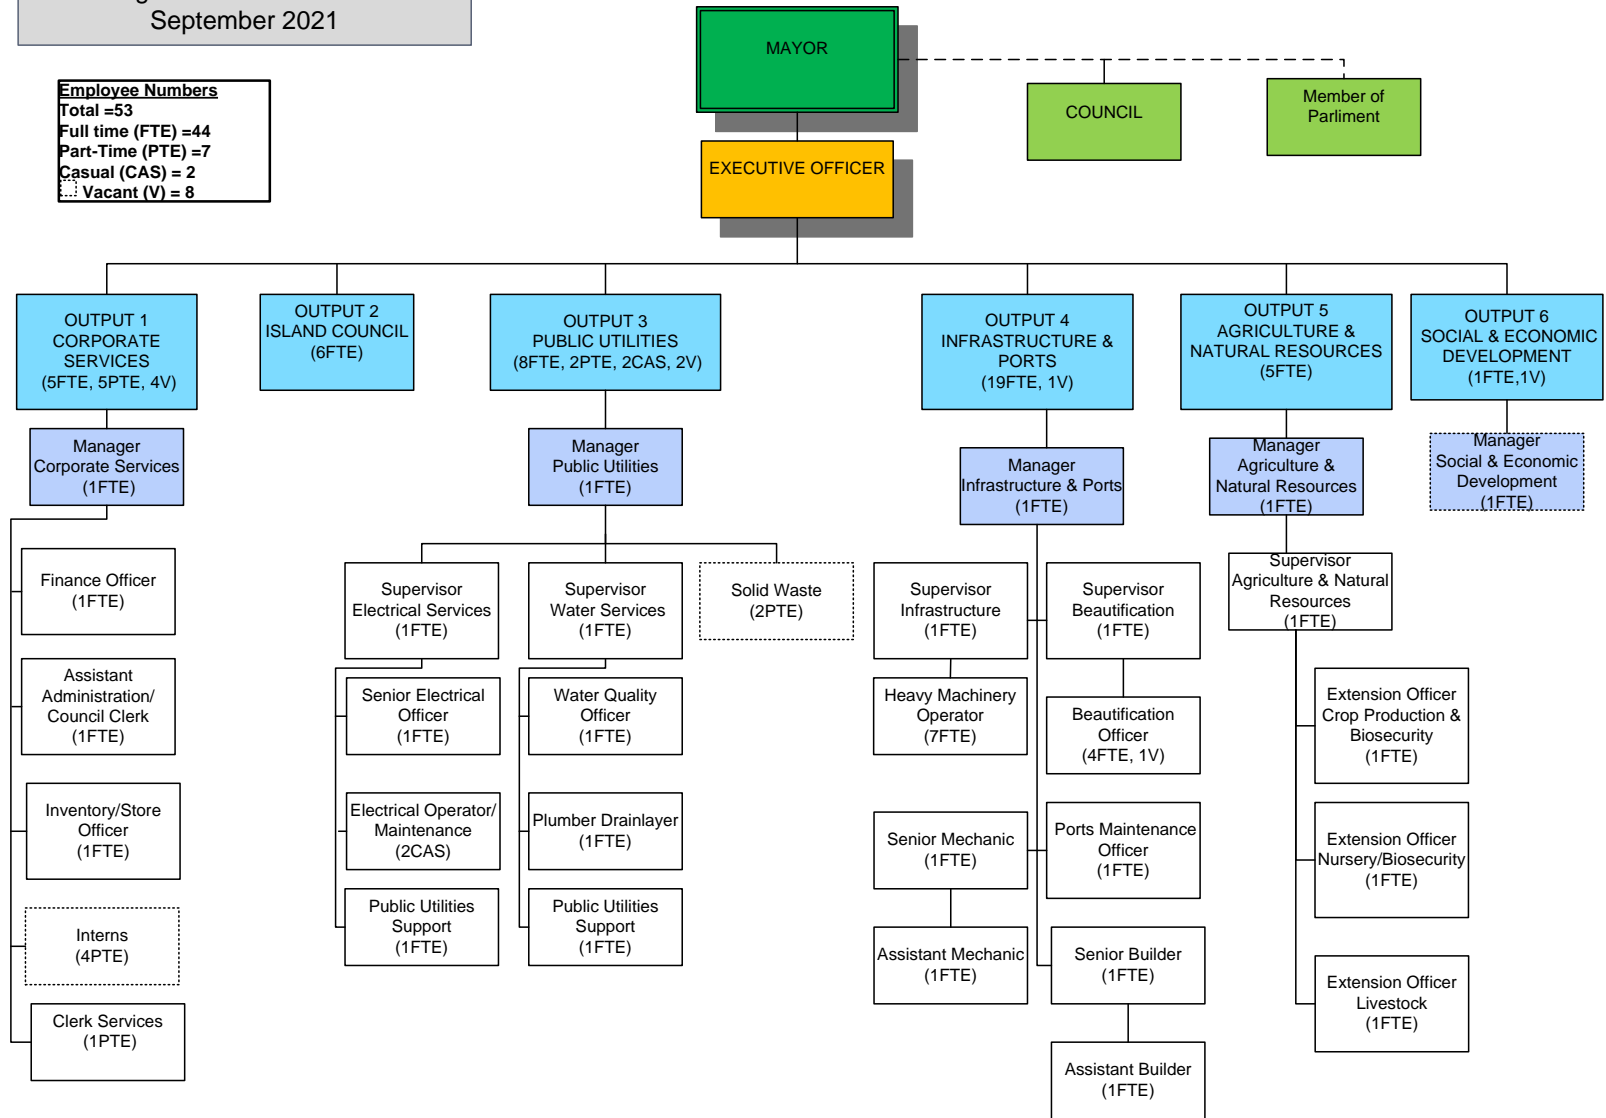 September 2021
Employee Numbers
Total =53
Full time (FTE) =44
Part-Time (PTE) =7
Casual (CAS) = 2
Vacant (V) = 8
MAYOR
COUNCIL
Member of
Parliment
EXECUTIVE OFFICER
OUTPUT 1
CORPORATE
SERVICES
(5FTE, 5PTE, 4V)
OUTPUT 2
ISLAND COUNCIL
(6FTE)
OUTPUT 3
PUBLIC UTILITIES
(8FTE, 2PTE, 2CAS, 2V)
OUTPUT 4
INFRASTRUCTURE &
PORTS
(19FTE, 1V)
OUTPUT 5
AGRICULTURE &
NATURAL RESOURCES
(5FTE)
OUTPUT 6
SOCIAL & ECONOMIC
DEVELOPMENT
(1FTE,1V)
Manager
Corporate Services
(1FTE)
Manager
Public Utilities
(1FTE)
Manager
Infrastructure & Ports
(1FTE)
Manager
Agriculture &
Natural Resources
(1FTE)
Manager
Social & Economic
Development
(1FTE)
Finance Officer
(1FTE)
Assistant
Administration/
Council Clerk
(1FTE)
Inventory/Store
Officer
(1FTE)
Interns
(4PTE)
Clerk Services
(1PTE)
Supervisor
Electrical Services
(1FTE)
Senior Electrical
Officer
(1FTE)
Electrical Operator/
Maintenance
(2CAS)
Public Utilities
Support
(1FTE)
Supervisor
Water Services
(1FTE)
Water Quality
Officer
(1FTE)
Plumber Drainlayer
(1FTE)
Public Utilities
Support
(1FTE)
Solid Waste
(2PTE)
Supervisor
Infrastructure
(1FTE)
Heavy Machinery
Operator
(7FTE)
Senior Mechanic
(1FTE)
Assistant Mechanic
(1FTE)
Supervisor
Beautification
(1FTE)
Beautification
Officer
(4FTE, 1V)
Ports Maintenance
Officer
(1FTE)
Senior Builder
(1FTE)
Assistant Builder
(1FTE)
Supervisor
Agriculture & Natural
Resources
(1FTE)
Extension Officer
Crop Production &
Biosecurity
(1FTE)
Extension Officer
Nursery/Biosecurity
(1FTE)
Extension Officer
Livestock
(1FTE)